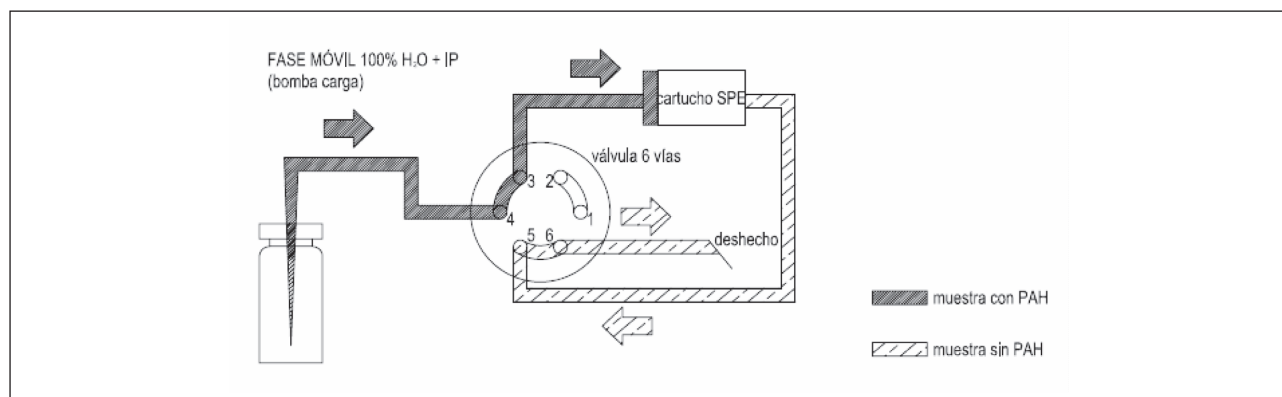 FASE MÓVIL 100% H₂O + IP
(bomba carga)
cartucho SPE
válvula 6 vías
3
2
4
1
5
6
deshecho
muestra con PAH
muestra sin PAH